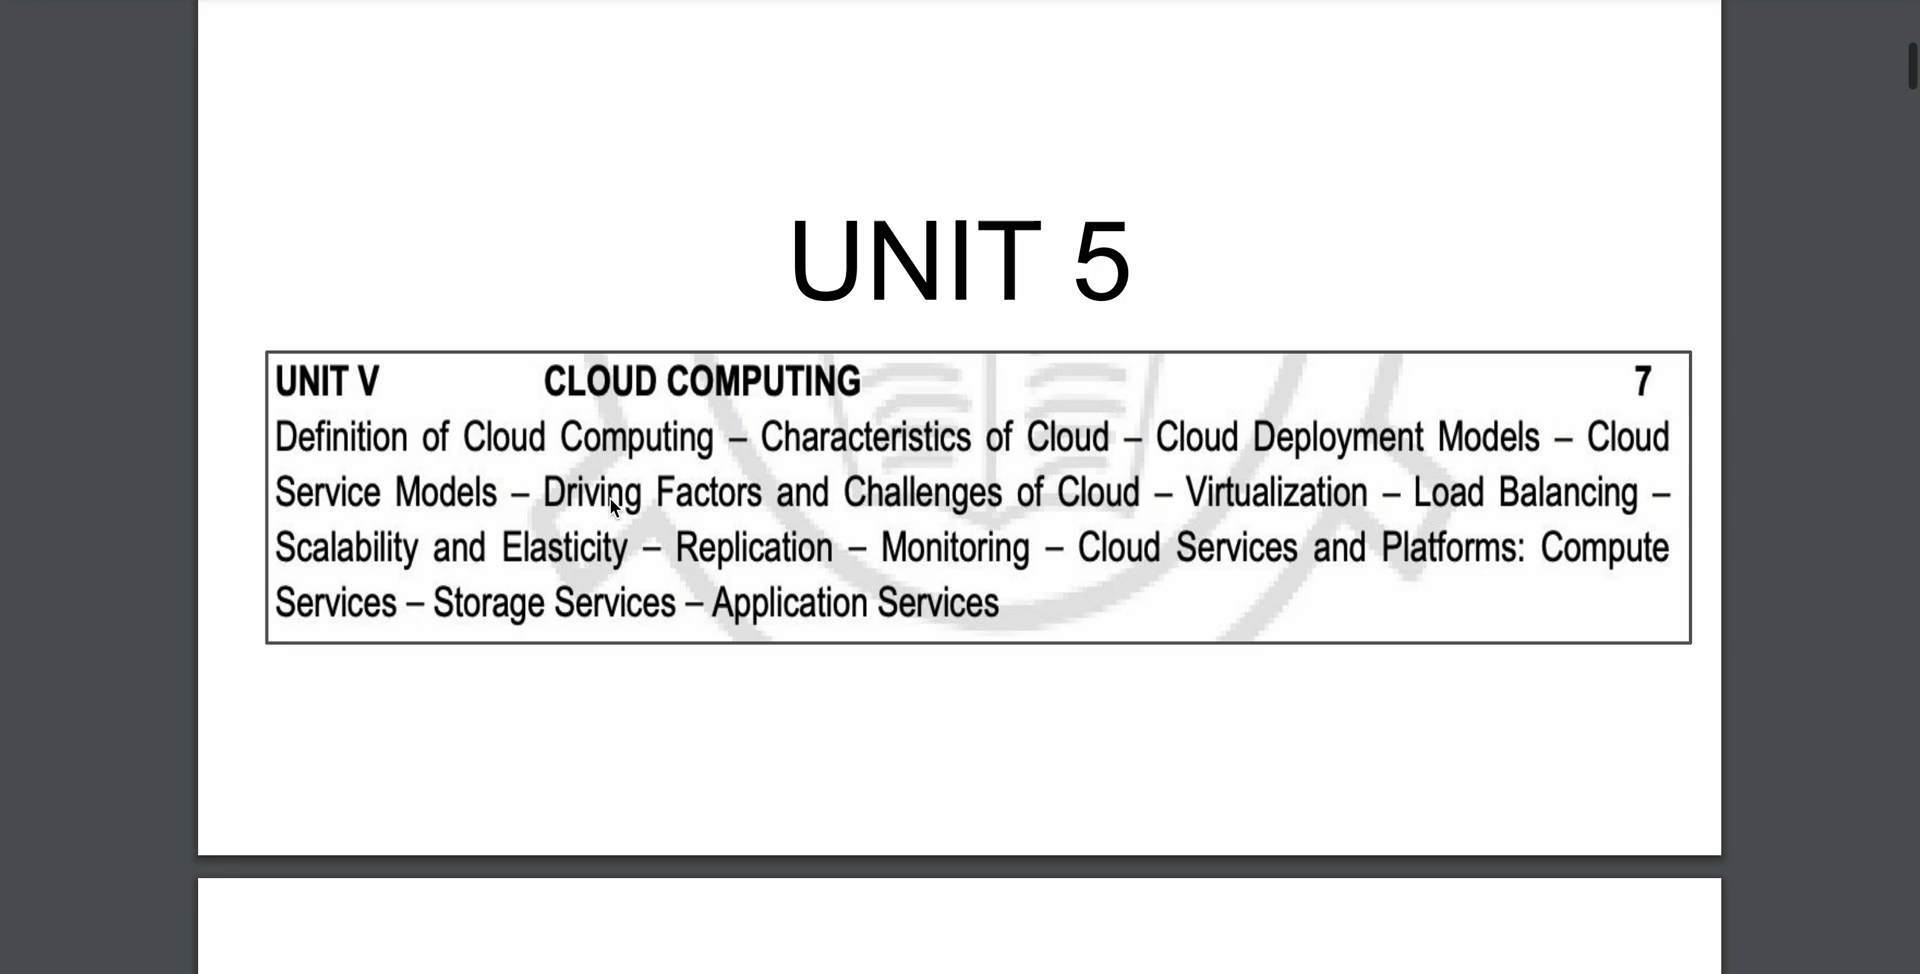 UNIT 5
UNIT V CLOUD COMPUTING 7
Definition of Cloud Computing – Characteristics of Cloud – Cloud Deployment Models – Cloud
Service Models – Driving Factors and Challenges of Cloud – Virtualization – Load Balancing –
Scalability and Elasticity – Replication – Monitoring – Cloud Services and Platforms: Compute
Services – Storage Services – Application Services